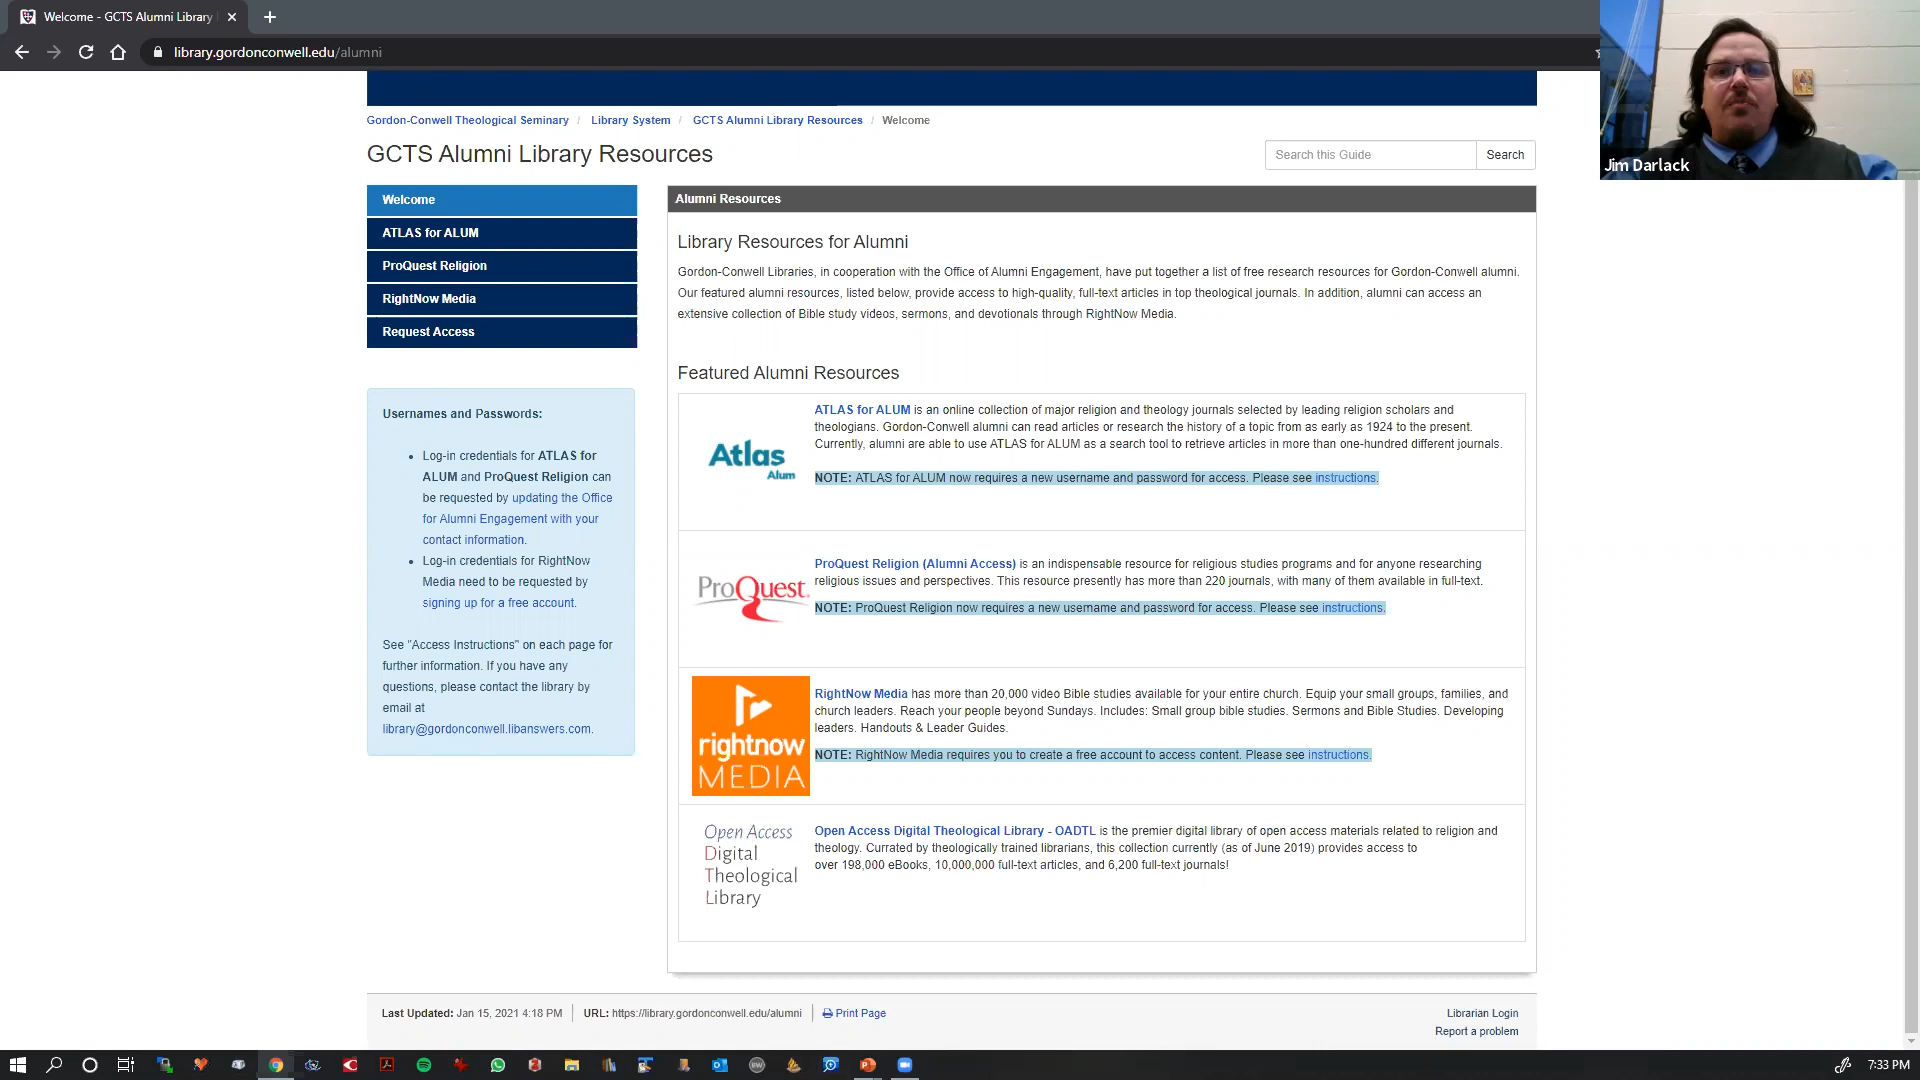 Welcome - GCTS Alumni Library
library.gordonconwell.edu/alumni
Jim Darlack
Gordon-Conwell Theological Seminary / Library System / GCTS Alumni Library Resources / Welcome
GCTS Alumni Library Resources
Search this Guide
Search
Welcome
ATLAS for ALUM
ProQuest Religion
RightNow Media
Request Access
Usernames and Passwords:
Log-in credentials for ATLAS for
ALUM and ProQuest Religion can
be requested by updating the Office
for Alumni Engagement with your
contact information.
Log-in credentials for RightNow
Media need to be requested by
signing up for a free account.
See "Access Instructions" on each page for
further information. If you have any
questions, please contact the library by
email at
library@gordonconwell.libanswers.com.
Alumni Resources
Library Resources for Alumni
Gordon-Conwell Libraries, in cooperation with the Office of Alumni Engagement, have put together a list of free research resources for Gordon-Conwell alumni.
Our featured alumni resources, listed below, provide access to high-quality, full-text articles in top theological journals. In addition, alumni can access an
extensive collection of Bible study videos, sermons, and devotionals through RightNow Media.
Featured Alumni Resources
Atlas
Alum
ATLAS for ALUM is an online collection of major religion and theology journals selected by leading religion scholars and
theologians. Gordon-Conwell alumni can read articles or research the history of a topic from as early as 1924 to the present.
Currently, alumni are able to use ATLAS for ALUM as a search tool to retrieve articles in more than one-hundred different journals.
NOTE: ATLAS for ALUM now requires a new username and password for access. Please see instructions.
ProQuest
ProQuest Religion (Alumni Access) is an indispensable resource for religious studies programs and for anyone researching
religious issues and perspectives. This resource presently has more than 220 journals, with many of them available in full-text.
NOTE: ProQuest Religion now requires a new username and password for access. Please see instructions.
rightnow
MEDIA
RightNow Media has more than 20,000 video Bible studies available for your entire church. Equip your small groups, families, and
church leaders. Reach your people beyond Sundays. Includes: Small group bible studies. Sermons and Bible Studies. Developing
leaders. Handouts & Leader Guides.
NOTE: RightNow Media requires you to create a free account to access content. Please see instructions.
Open Access
Digital
Theological
Library
Open Access Digital Theological Library - OADTL is the premier digital library of open access materials related to religion and
theology. Currated by theologically trained librarians, this collection currently (as of June 2019) provides access to
over 198,000 eBooks, 10,000,000 full-text articles, and 6,200 full-text journals!
Last Updated: Jan 15, 2021 4:18 PM
URL: https://library.gordonconwell.edu/alumni
Print Page
Librarian Login
Report a problem
7:33 PM